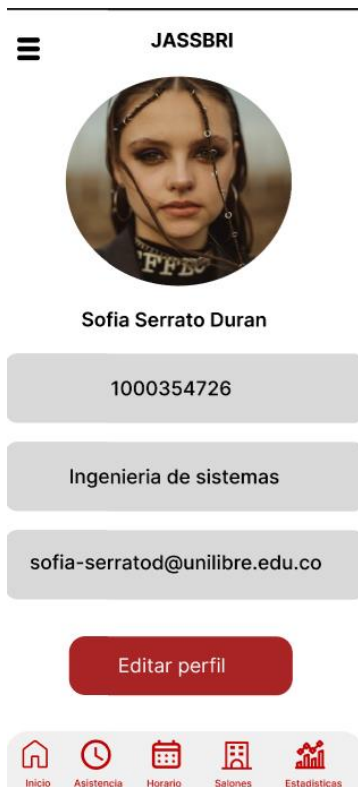 JASSBRI
Sofia Serrato Duran
1000354726
Ingenieria de sistemas
sofia-serratod@unilibre.edu.co
Editar perfil
Inicio Asistencia Horario Salones Estadisticas